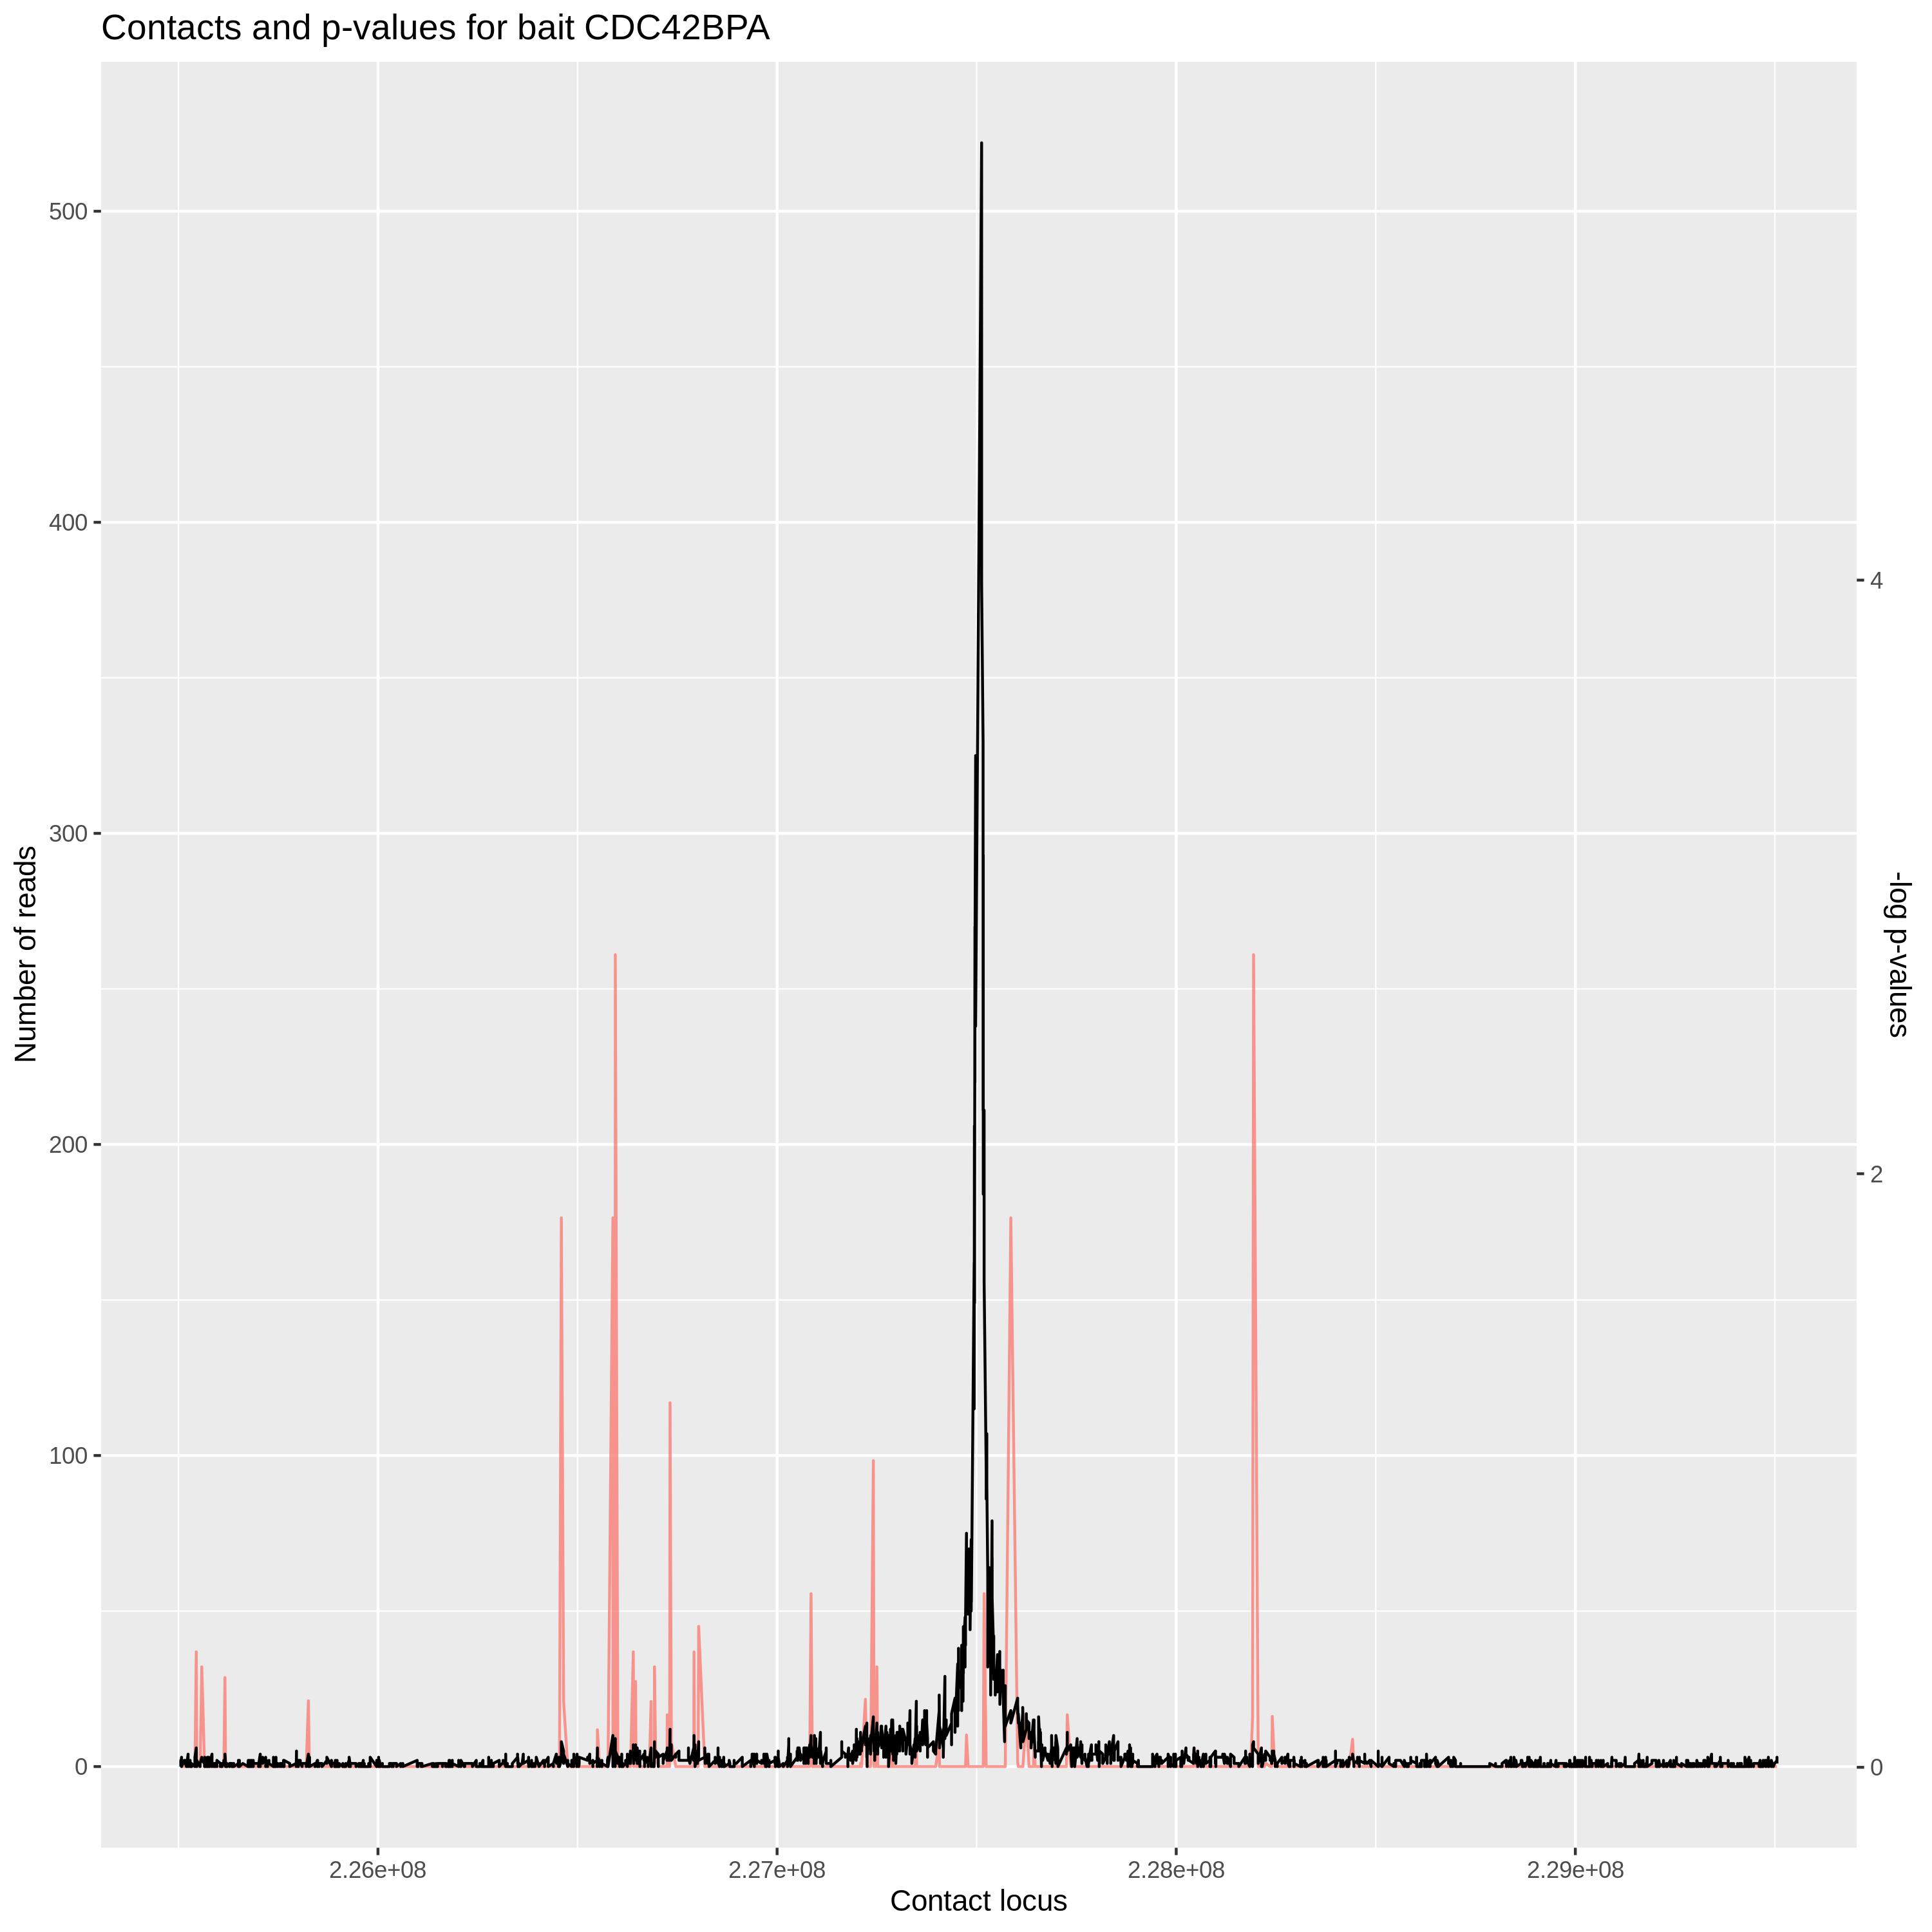 Contacts and p-values for bait CDC42BPA
500
400
300
200
100
0
Number of reads
4
2
0
-log p-values
2.26e+08
2.27e+08
2.28e+08
2.29e+08
Contact locus